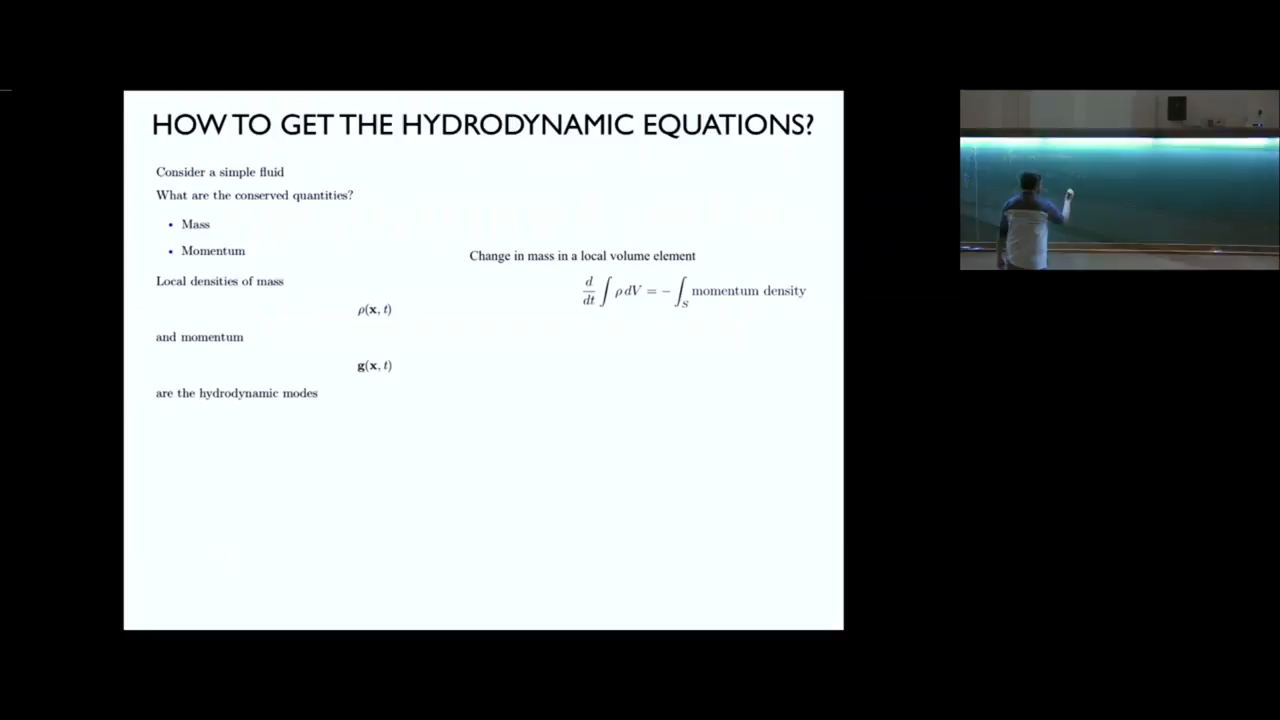 HOW TO GET THE HYDRODYNAMIC EQUATIONS?
Consider a simple fluid
What are the conserved quantities?
• Mass
• Momentum
Local densities of mass
ρ(x, t)
and momentum
g(x, t)
are the hydrodynamic modes
Change in mass in a local volume element
d/dt ∫ ρ dV = − ∫_S momentum density